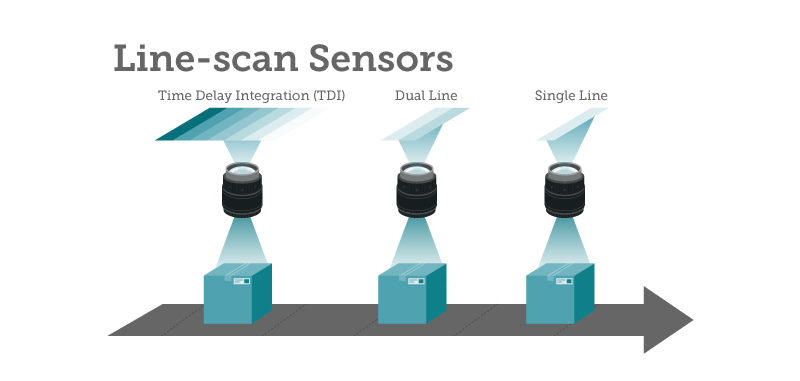 Line-scan Sensors
Time Delay Integration (TDI)
Dual Line
Single Line